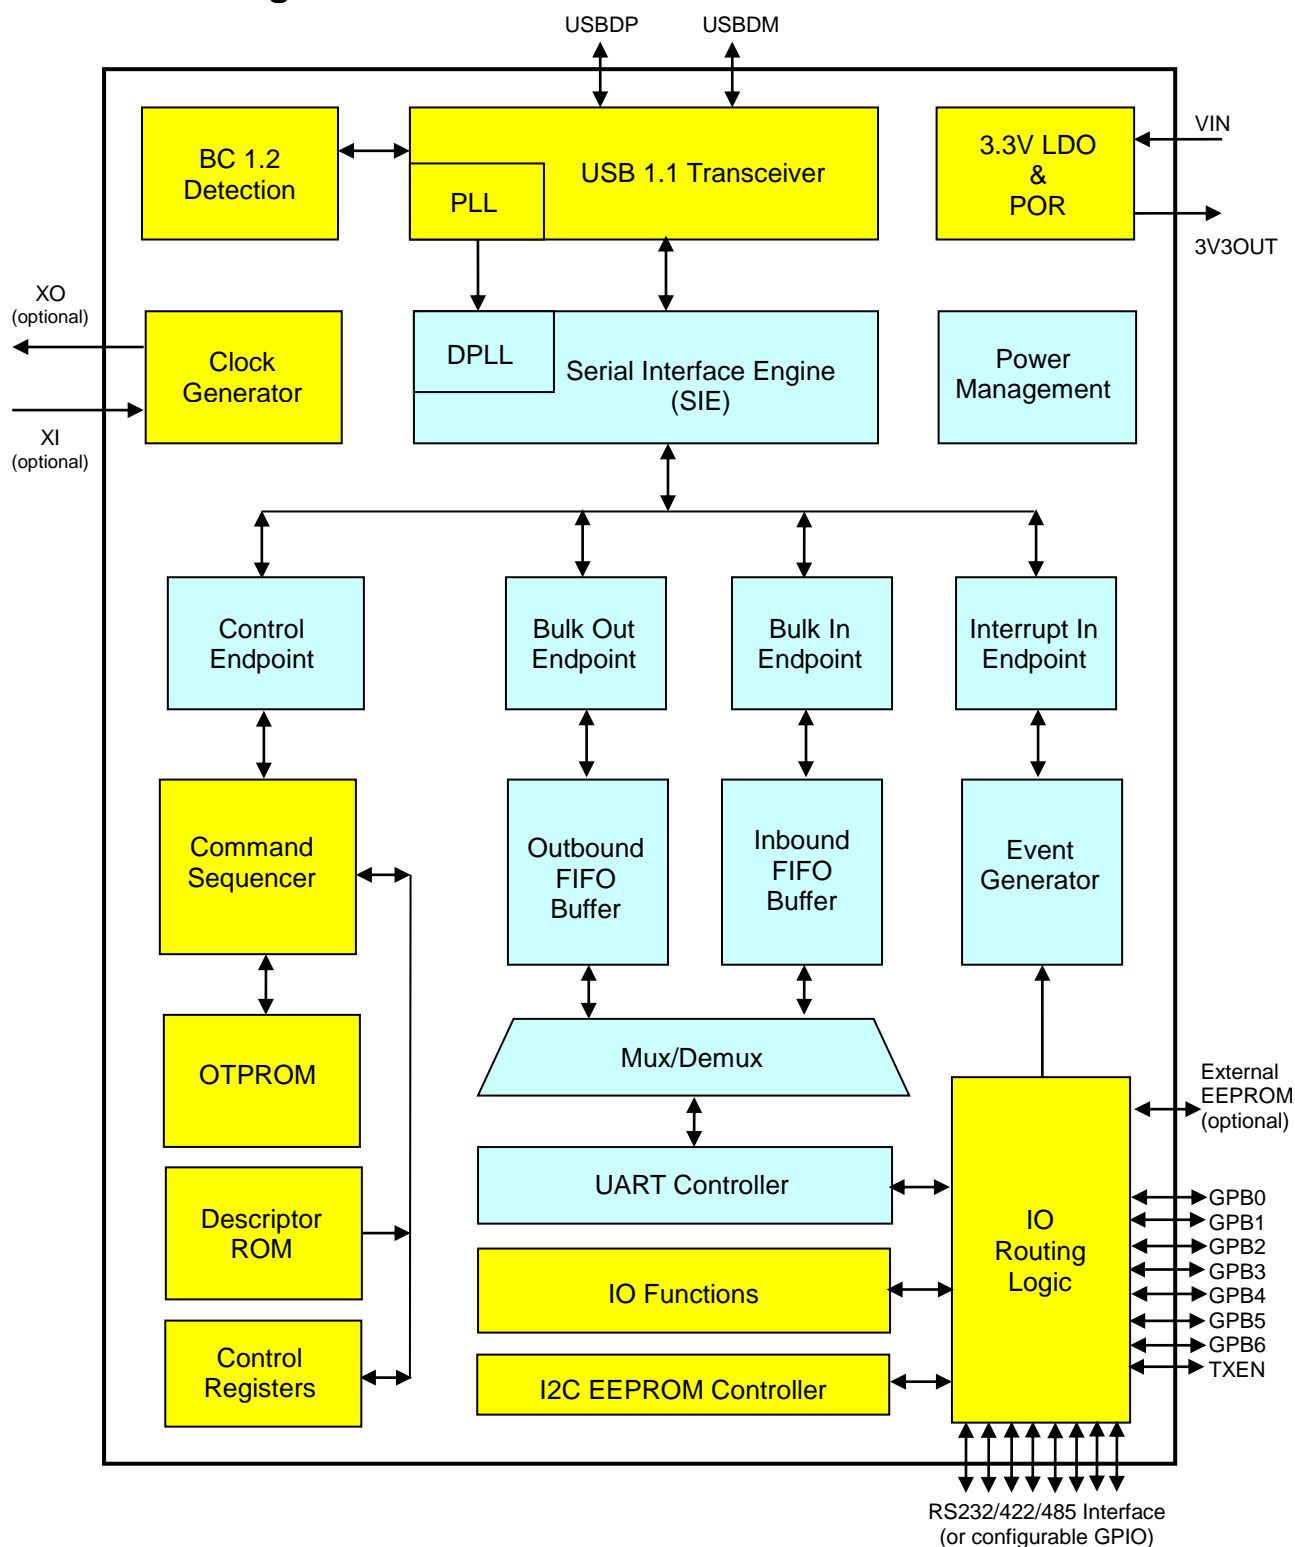 USBDP
USBDM
BC 1.2
Detection
USB 1.1 Transceiver
PLL
3.3V LDO
&
POR
VIN
3V3OUT
XO
(optional)
XI
(optional)
Clock
Generator
DPLL
Serial Interface Engine
(SIE)
Power
Management
Control
Endpoint
Bulk Out
Endpoint
Bulk In
Endpoint
Interrupt In
Endpoint
Command
Sequencer
Outbound
FIFO
Buffer
Inbound
FIFO
Buffer
Event
Generator
OTPROM
Mux/Demux
Descriptor
ROM
UART Controller
IO
Routing
Logic
External
EEPROM
(optional)
GPB0
GPB1
GPB2
GPB3
GPB4
GPB5
GPB6
TXEN
IO Functions
Control
Registers
I2C EEPROM Controller
RS232/422/485 Interface
(or configurable GPIO)